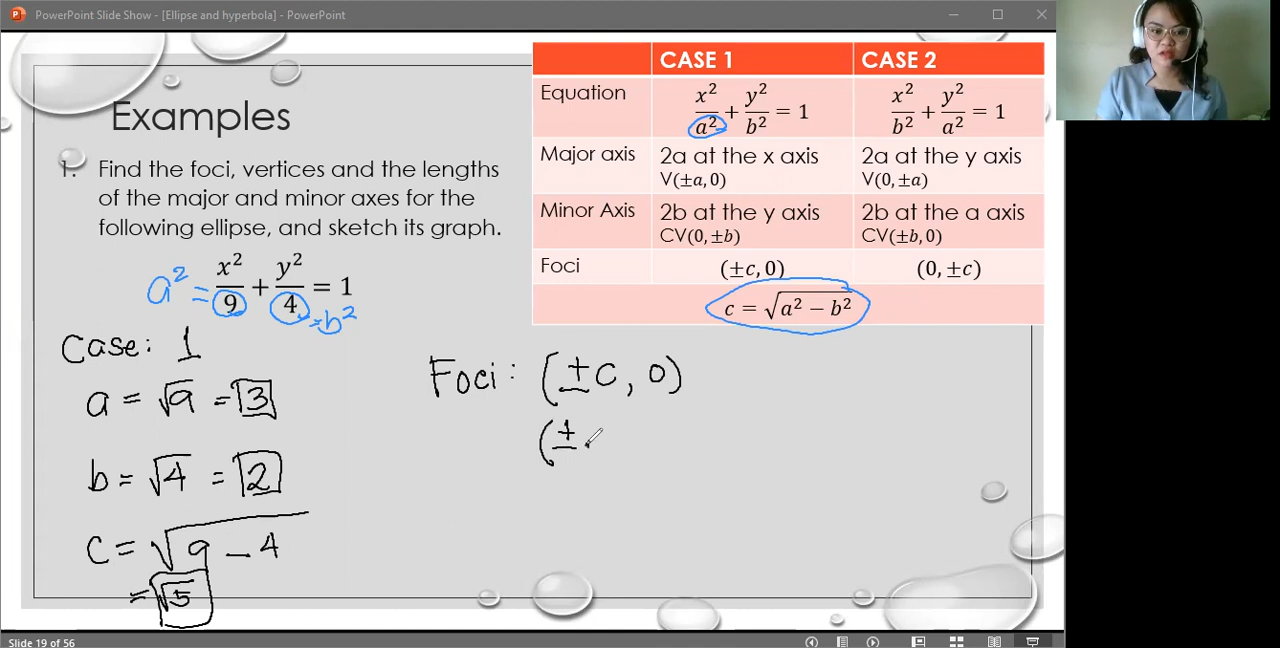 PowerPoint Slide Show - [Ellipse and hyperbola] - PowerPoint
Examples
1. Find the foci, vertices and the lengths
of the major and minor axes for the
following ellipse, and sketch its graph.
x²/9 + y²/4 = 1
a² =
= b²
Case: 1
a = √9 = 3
b = √4 = 2
c = √9 - 4
= √5
CASE 1 CASE 2
Equation x²/a² + y²/b² = 1 x²/b² + y²/a² = 1
Major axis 2a at the x axis 2a at the y axis
V(±a, 0) V(0, ±a)
Minor Axis 2b at the y axis 2b at the a axis
CV(0, ±b) CV(±b, 0)
Foci (±c, 0) (0, ±c)
c = √a² − b²
Foci: (±c, 0)
(±
Slide 19 of 56